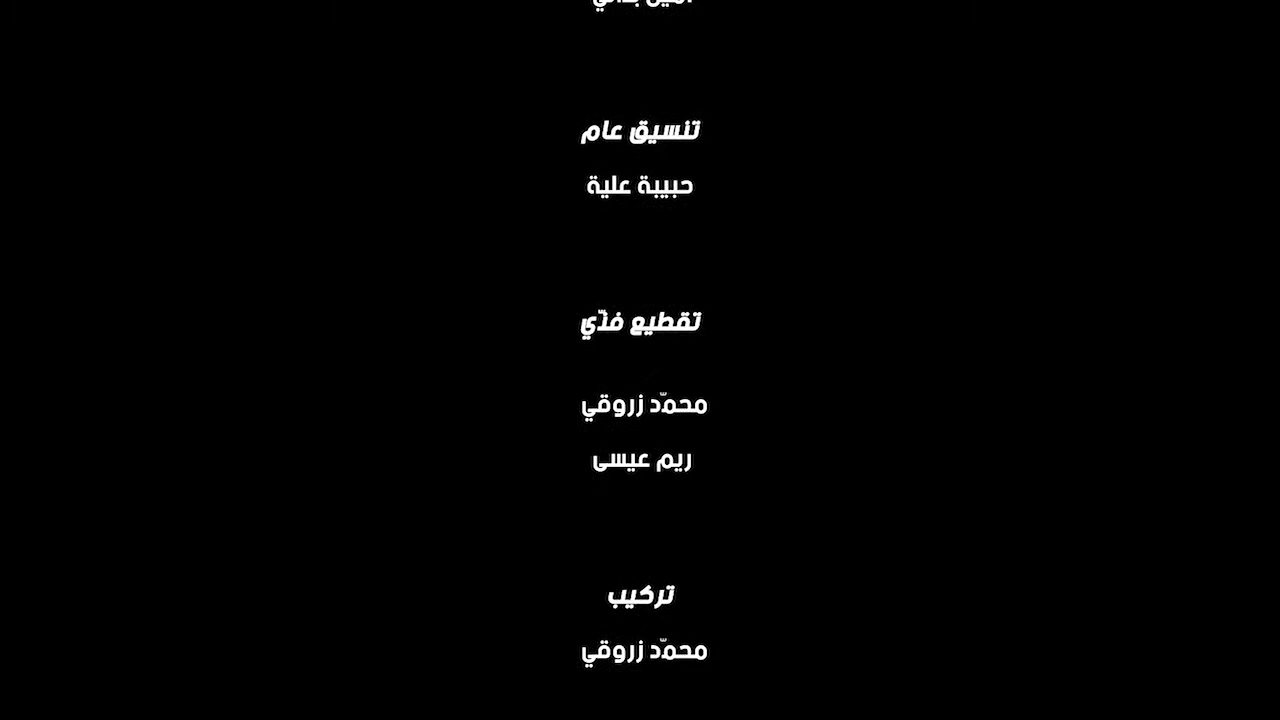 تنسيق عام
حبيبة علية
تقطيع فنّي
محمّد زروقي
ريم عيسى
تركيب
محمّد زروقي